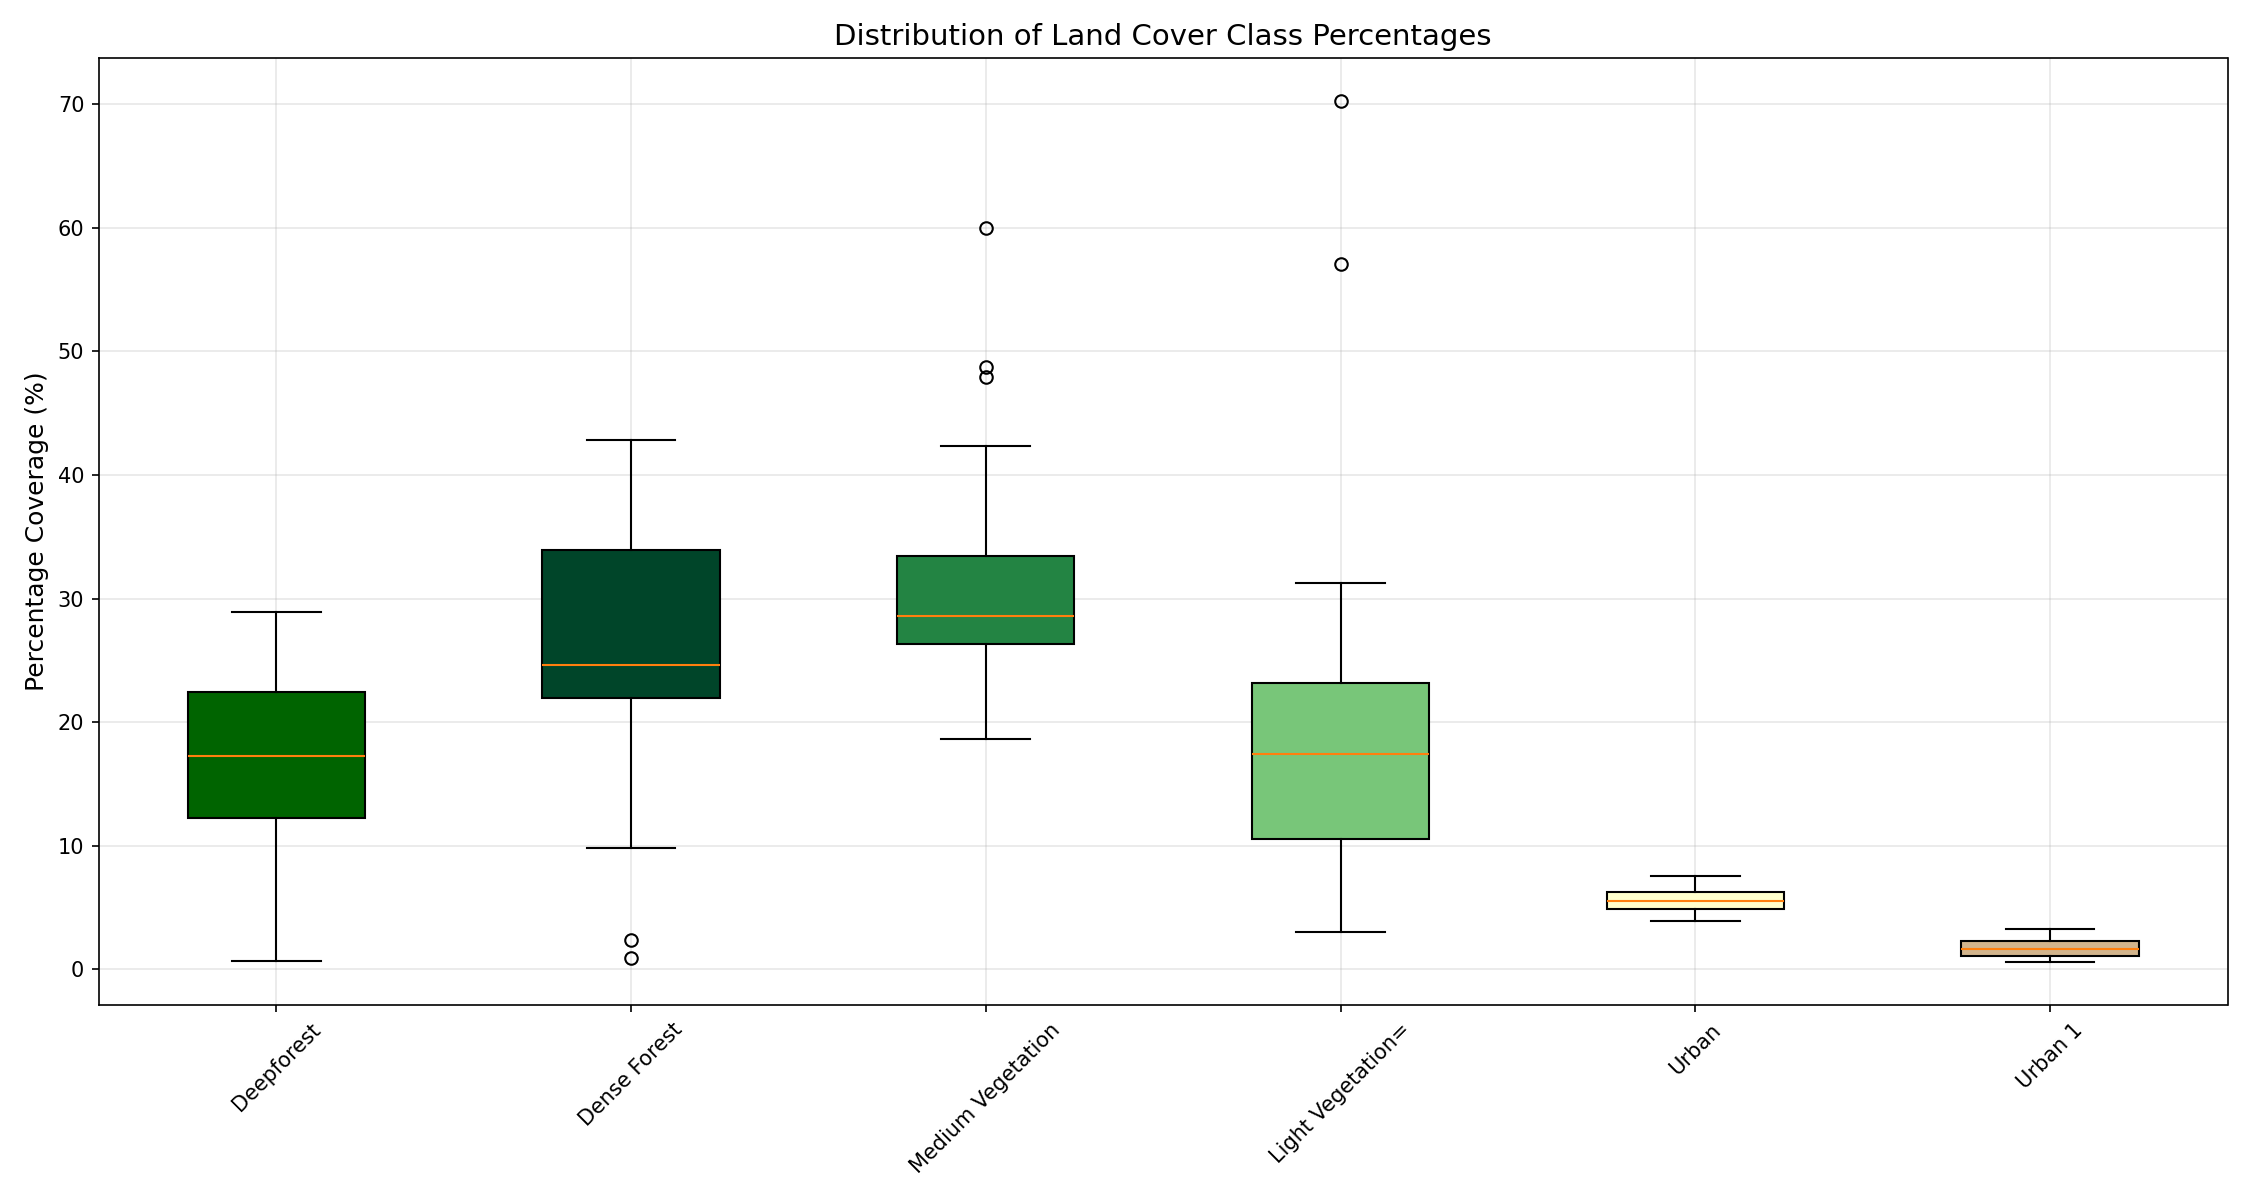 Distribution of Land Cover Class Percentages
Percentage Coverage (%)
70
60
50
40
30
20
10
0
Deepforest
Dense Forest
Medium Vegetation
Light Vegetation=
Urban
Urban 1